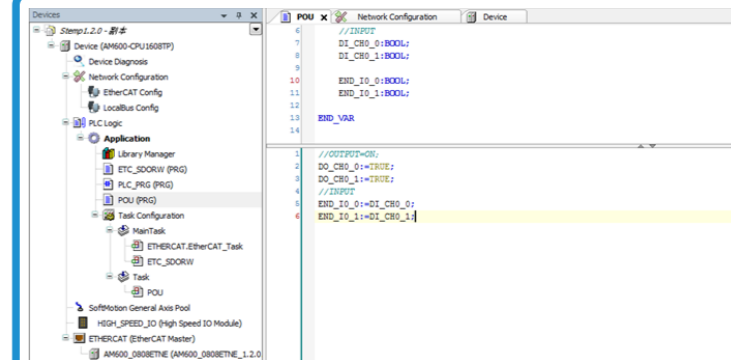 Devices
Stemp1.2.0 - 副本
Device (AM600-CPU1608TP)
Device Diagnosis
Network Configuration
EtherCAT Config
LocalBus Config
PLC Logic
Application
Library Manager
ETC_SDORW (PRG)
PLC_PRG (PRG)
POU (PRG)
Task Configuration
MainTask
ETHERCAT.EtherCAT_Task
ETC_SDORW
Task
POU
SoftMotion General Axis Pool
HIGH_SPEED_IO (High Speed IO Module)
ETHERCAT (EtherCAT Master)
AM600_0808ETNE (AM600_0808ETNE_1.2.0
POU Network Configuration Device
6 //INPUT
7 DI_CH0_0:BOOL;
8 DI_CH0_1:BOOL;
9
10 END_I0_0:BOOL;
11 END_I0_1:BOOL;
12
13 END_VAR
14
1 //OUTPUT=ON;
2 DO_CH0_0:=TRUE;
3 DO_CH0_1:=TRUE;
4 //INPUT
5 END_I0_0:=DI_CH0_0;
6 END_I0_1:=DI_CH0_1;